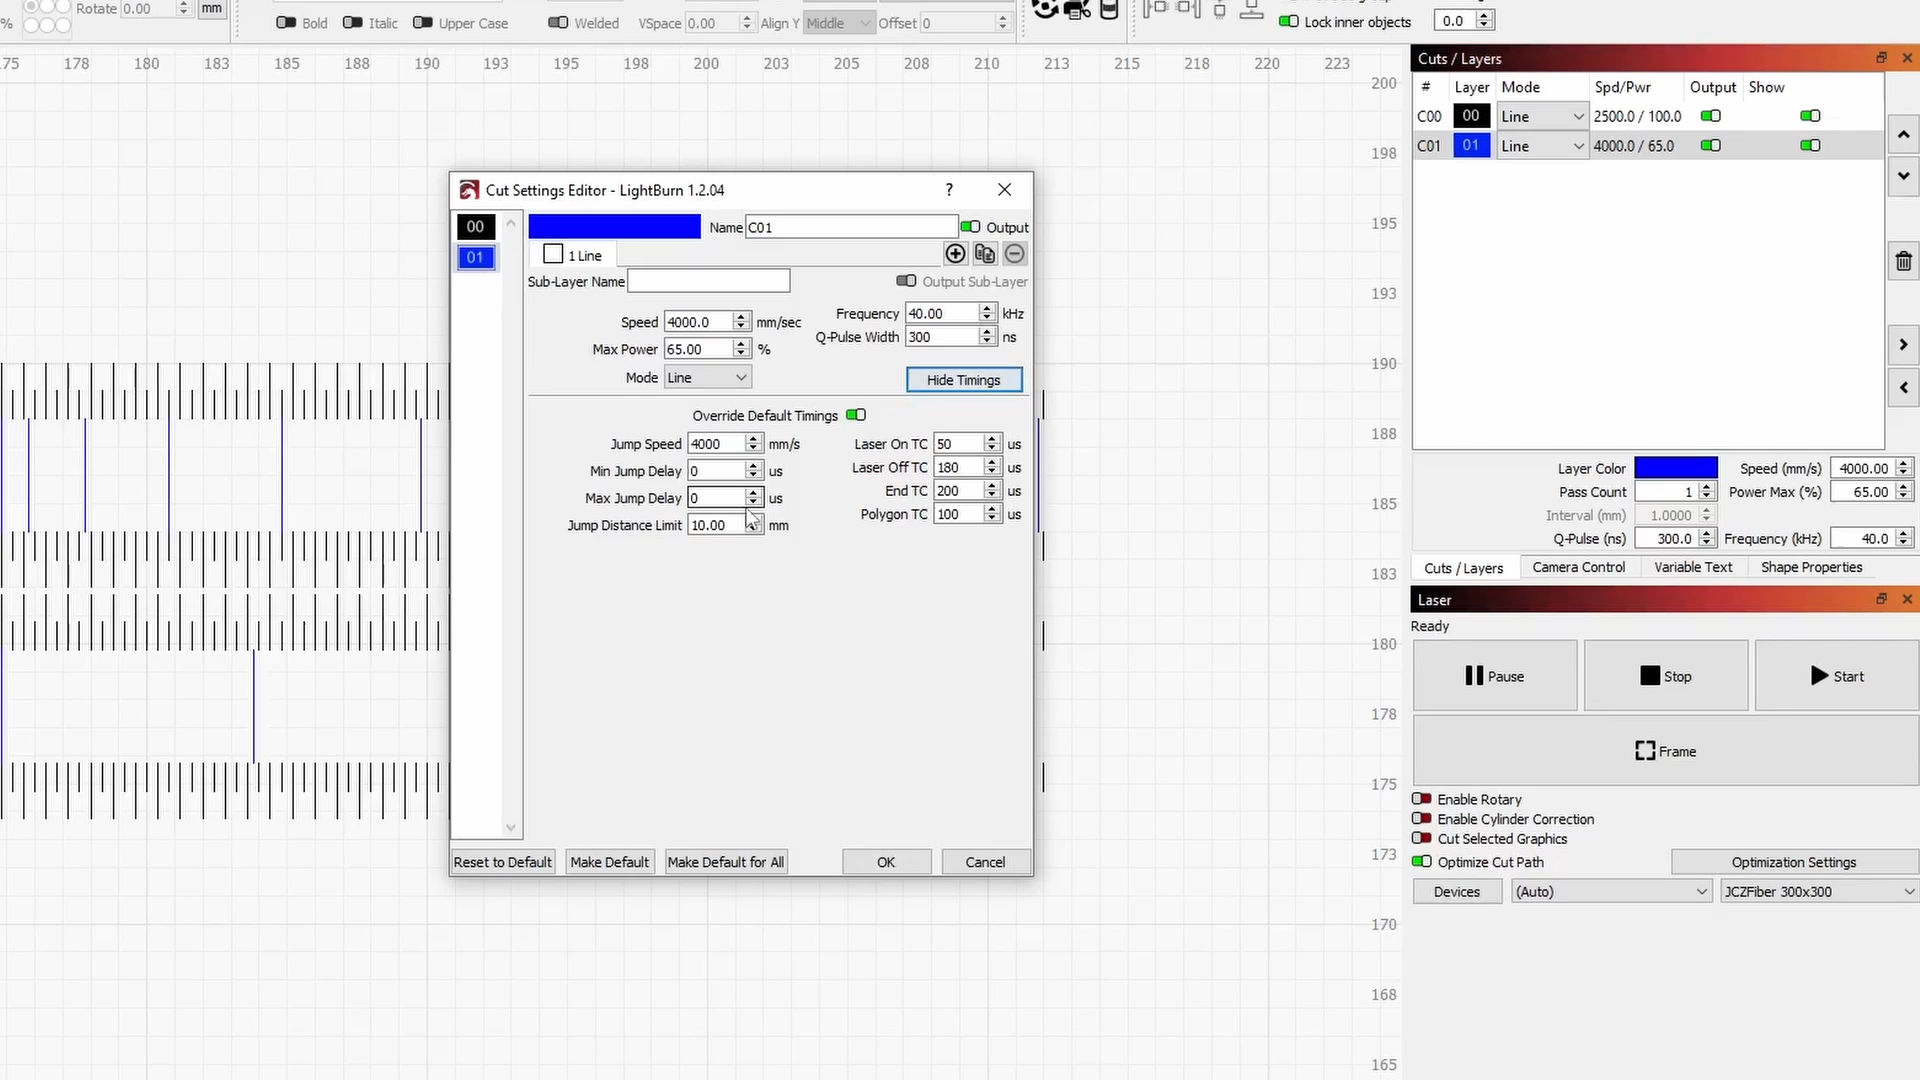 % Rotate 0.00 mm
Bold Italic Upper Case Welded VSpace 0.00 Align Y Middle Offset 0
Lock inner objects 0.0
175 178 180 183 185 188 190 193 195 198 200 203 205 208 210 213 215 218 220 223
200
198
195
193
190
188
185
183
180
178
175
173
170
168
165
Cut Settings Editor - LightBurn 1.2.04 ?
00
01
Name C01 Output
1 Line
Sub-Layer Name Output Sub-Layer
Speed 4000.0 mm/sec
Max Power 65.00 %
Mode Line
Frequency 40.00 kHz
Q-Pulse Width 300 ns
Hide Timings
Override Default Timings
Jump Speed 4000 mm/s
Min Jump Delay 0 us
Max Jump Delay 0 us
Jump Distance Limit 10.00 mm
Laser On TC 50 us
Laser Off TC 180 us
End TC 200 us
Polygon TC 100 us
Reset to Default Make Default Make Default for All OK Cancel
Cuts / Layers
# Layer Mode Spd/Pwr Output Show
C00 00 Line 2500.0 / 100.0
C01 01 Line 4000.0 / 65.0
Layer Color Speed (mm/s) 4000.00
Pass Count 1 Power Max (%) 65.00
Interval (mm) 1.0000
Q-Pulse (ns) 300.0 Frequency (kHz) 40.0
Cuts / Layers Camera Control Variable Text Shape Properties
Laser
Ready
Pause Stop Start
Frame
Enable Rotary
Enable Cylinder Correction
Cut Selected Graphics
Optimize Cut Path Optimization Settings
Devices (Auto) JCZFiber 300x300